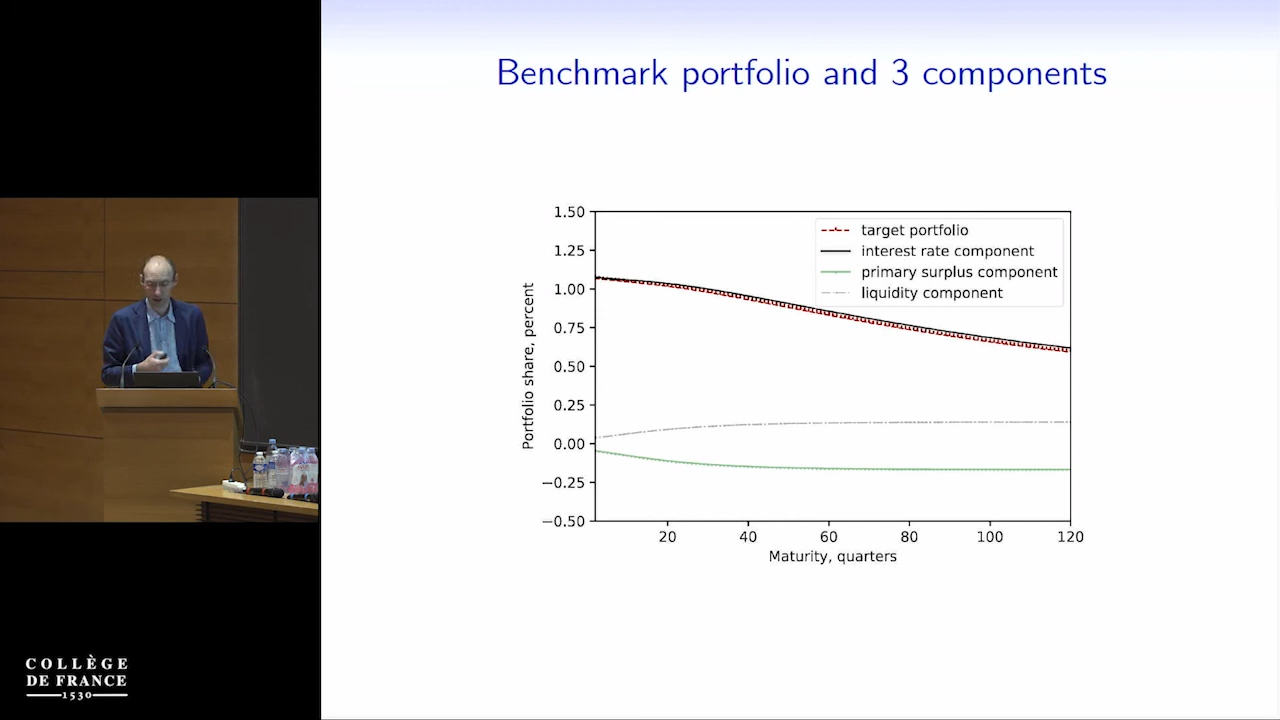 Benchmark portfolio and 3 components
1.50
1.25
1.00
0.75
0.50
0.25
0.00
−0.25
−0.50
Portfolio share, percent
target portfolio
interest rate component
primary surplus component
liquidity component
20 40 60 80 100 120
Maturity, quarters
COLLÈGE
DE FRANCE
1530